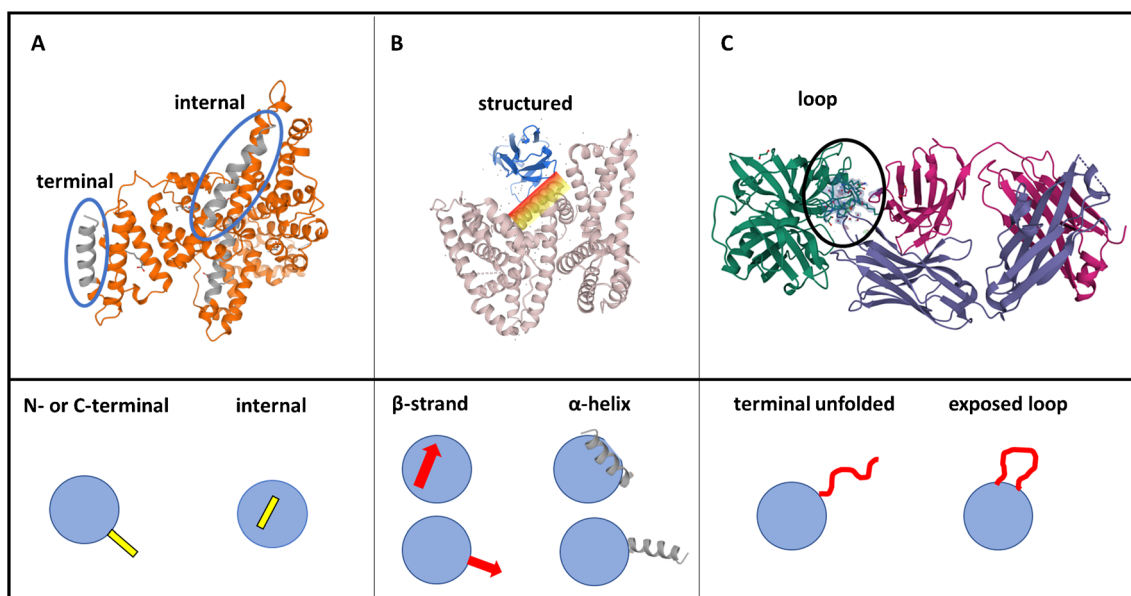 A
B
C
internal
structured
loop
terminal
N- or C-terminal
internal
β-strand
α-helix
terminal unfolded
exposed loop